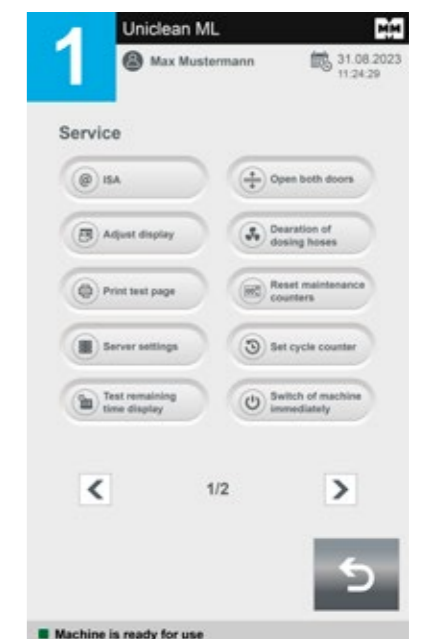 1
Uniclean ML
MM
Max Mustermann
31.08.2023
11:24:29
Service
@ ISA
Open both doors
Adjust display
Dearation of
dosing hoses
Print test page
Reset maintenance
counters
Server settings
Set cycle counter
Test remaining
time display
Switch of machine
immediately
<
1/2
>
Machine is ready for use